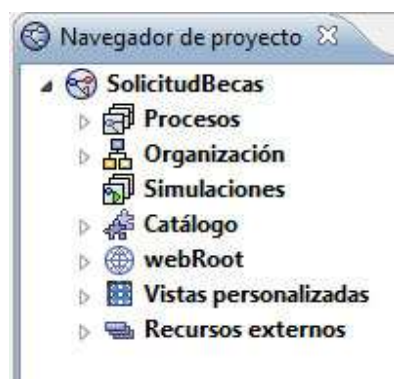 Navegador de proyecto
SolicitudBecas
Procesos
Organización
Simulaciones
Catálogo
webRoot
Vistas personalizadas
Recursos externos